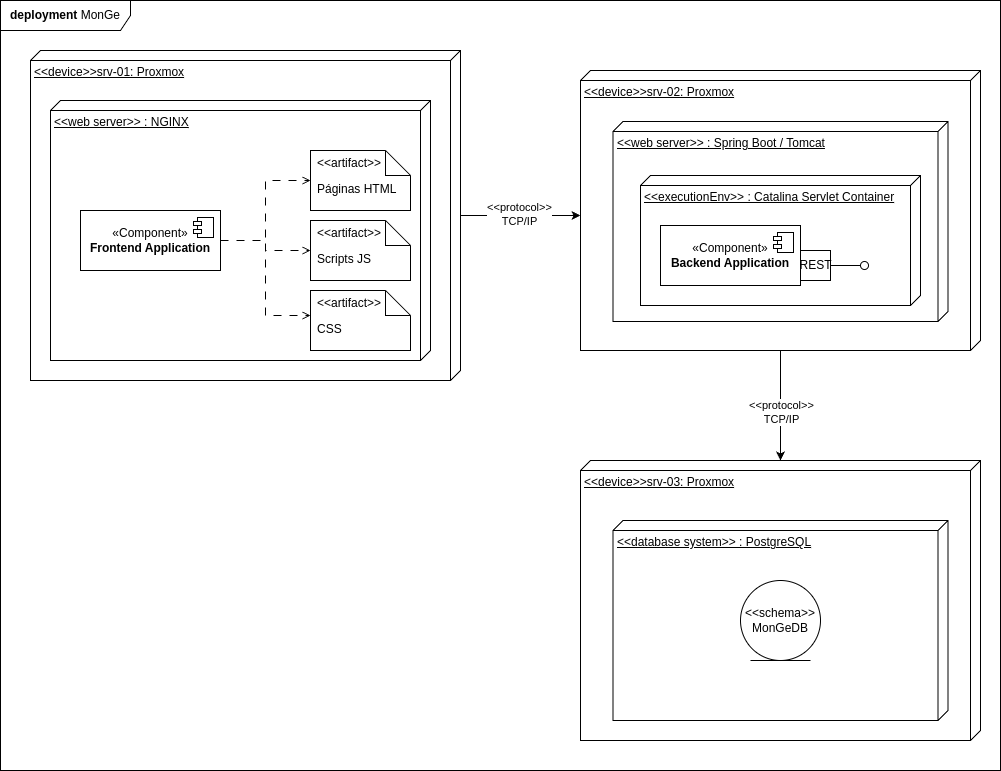 deployment MonGe
<<device>>srv-01: Proxmox
<<web server>> : NGINX
«Component»
Frontend Application
<<artifact>>
Páginas HTML
<<artifact>>
Scripts JS
<<artifact>>
CSS
<<protocol>>
TCP/IP
<<device>>srv-02: Proxmox
<<web server>> : Spring Boot / Tomcat
<<executionEnv>> : Catalina Servlet Container
«Component»
Backend Application
REST
<<protocol>>
TCP/IP
<<device>>srv-03: Proxmox
<<database system>> : PostgreSQL
<<schema>>
MonGeDB